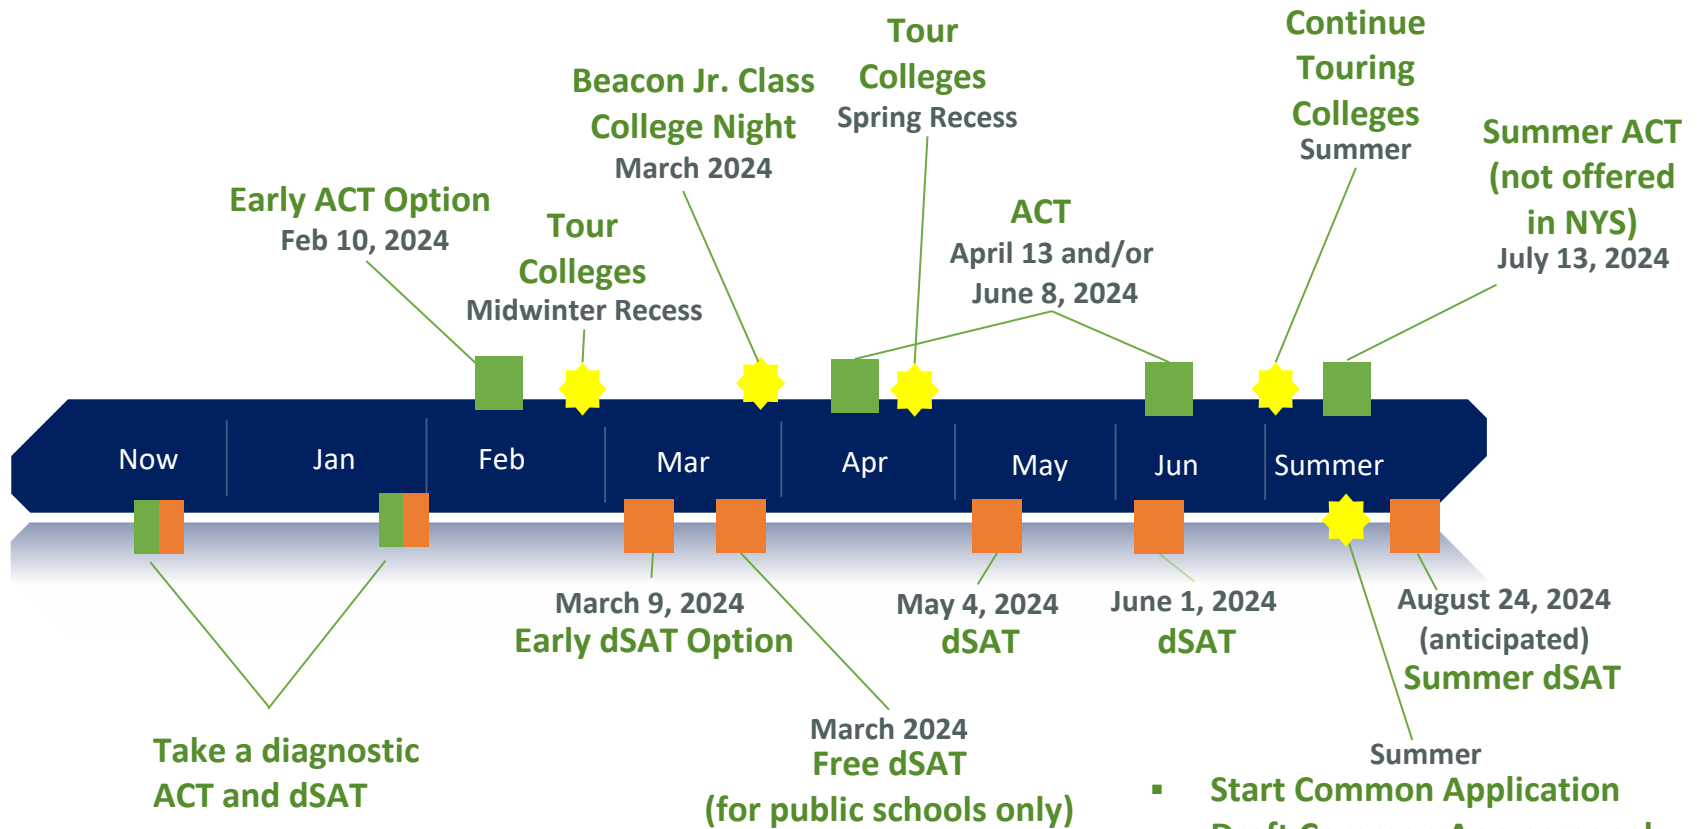 Tour
Colleges
Spring Recess
Continue
Touring
Colleges
Summer
Beacon Jr. Class
College Night
March 2024
Summer ACT
(not offered
in NYS)
July 13, 2024
Early ACT Option
Feb 10, 2024
Tour
Colleges
Midwinter Recess
ACT
April 13 and/or
June 8, 2024
Now
Jan
Feb
Mar
Apr
May
Jun
Summer
March 9, 2024
Early dSAT Option
May 4, 2024
dSAT
June 1, 2024
dSAT
August 24, 2024
(anticipated)
Summer dSAT
Take a diagnostic
ACT and dSAT
March 2024
Free dSAT
(for public schools only)
Summer
▪ Start Common Application